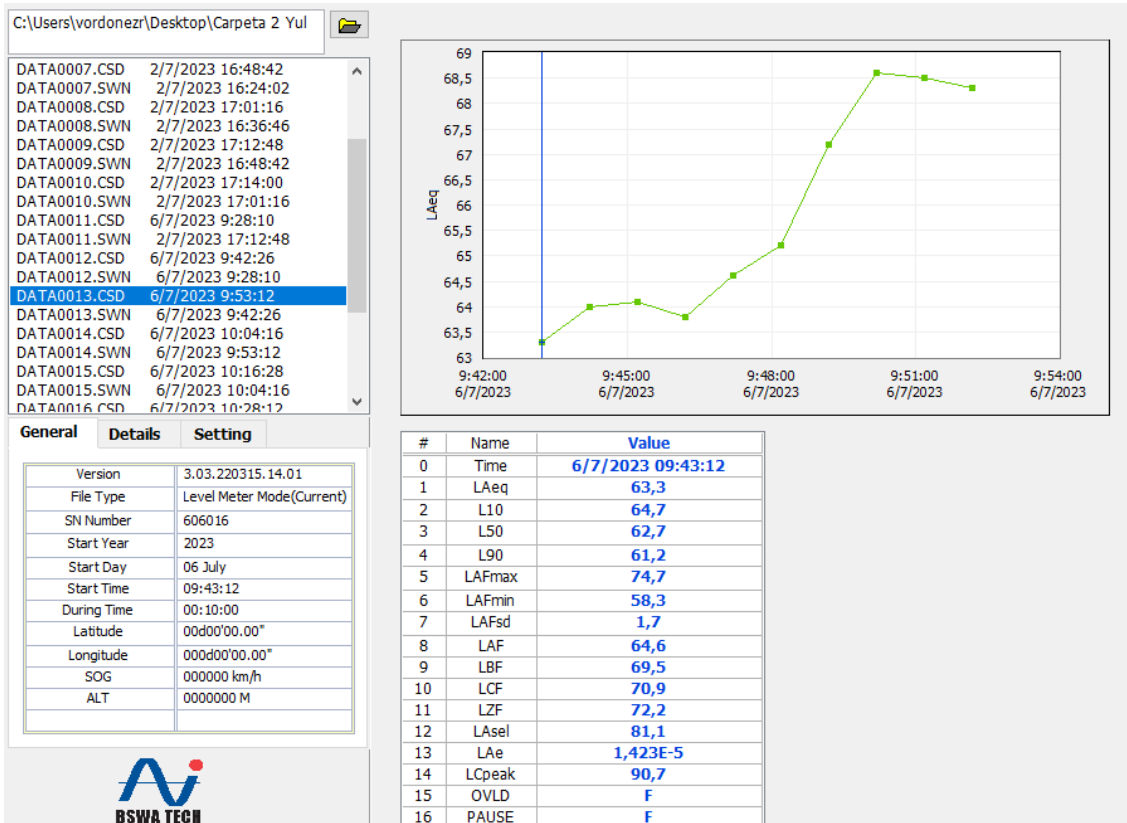 C:\Users\vordonezr\Desktop\Carpeta 2 Yul
DATA0007.CSD 2/7/2023 16:48:42
DATA0007.SWN 2/7/2023 16:24:02
DATA0008.CSD 2/7/2023 17:01:16
DATA0008.SWN 2/7/2023 16:36:46
DATA0009.CSD 2/7/2023 17:12:48
DATA0009.SWN 2/7/2023 16:48:42
DATA0010.CSD 2/7/2023 17:14:00
DATA0010.SWN 2/7/2023 17:01:16
DATA0011.CSD 6/7/2023 9:28:10
DATA0011.SWN 2/7/2023 17:12:48
DATA0012.CSD 6/7/2023 9:42:26
DATA0012.SWN 6/7/2023 9:28:10
DATA0013.CSD 6/7/2023 9:53:12
DATA0013.SWN 6/7/2023 9:42:26
DATA0014.CSD 6/7/2023 10:04:16
DATA0014.SWN 6/7/2023 9:53:12
DATA0015.CSD 6/7/2023 10:16:28
DATA0015.SWN 6/7/2023 10:04:16
DATA0016.CSD 6/7/2023 10:28:12
General Details Setting
Version 3.03.220315.14.01
File Type Level Meter Mode(Current)
SN Number 606016
Start Year 2023
Start Day 06 July
Start Time 09:43:12
During Time 00:10:00
Latitude 00d00'00.00"
Longitude 000d00'00.00"
SOG 000000 km/h
ALT 0000000 M
BSWA TECH
LAeq
69
68,5
68
67,5
67
66,5
66
65,5
65
64,5
64
63,5
63
9:42:00 9:45:00 9:48:00 9:51:00 9:54:00
6/7/2023 6/7/2023 6/7/2023 6/7/2023 6/7/2023
# Name Value
0 Time 6/7/2023 09:43:12
1 LAeq 63,3
2 L10 64,7
3 L50 62,7
4 L90 61,2
5 LAFmax 74,7
6 LAFmin 58,3
7 LAFsd 1,7
8 LAF 64,6
9 LBF 69,5
10 LCF 70,9
11 LZF 72,2
12 LAsel 81,1
13 LAe 1,423E-5
14 LCpeak 90,7
15 OVLD F
16 PAUSE F